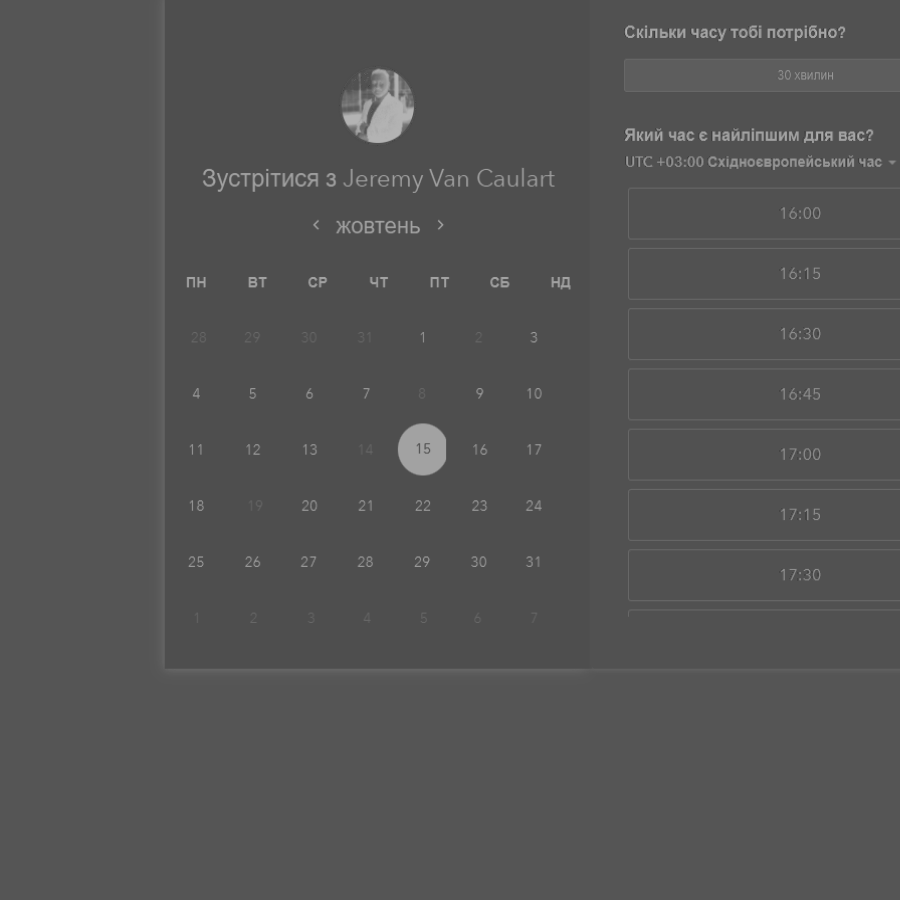 Зустрітися з Jeremy Van Caulart
жовтень
ПН ВТ СР ЧТ ПТ СБ НД
28 29 30 31 1 2 3
4 5 6 7 8 9 10
11 12 13 14 15 16 17
18 19 20 21 22 23 24
25 26 27 28 29 30 31
1 2 3 4 5 6 7
Скільки часу тобі потрібно?
30 хвилин
Який час є найліпшим для вас?
UTC +03:00 Східноєвропейський час
16:00
16:15
16:30
16:45
17:00
17:15
17:30